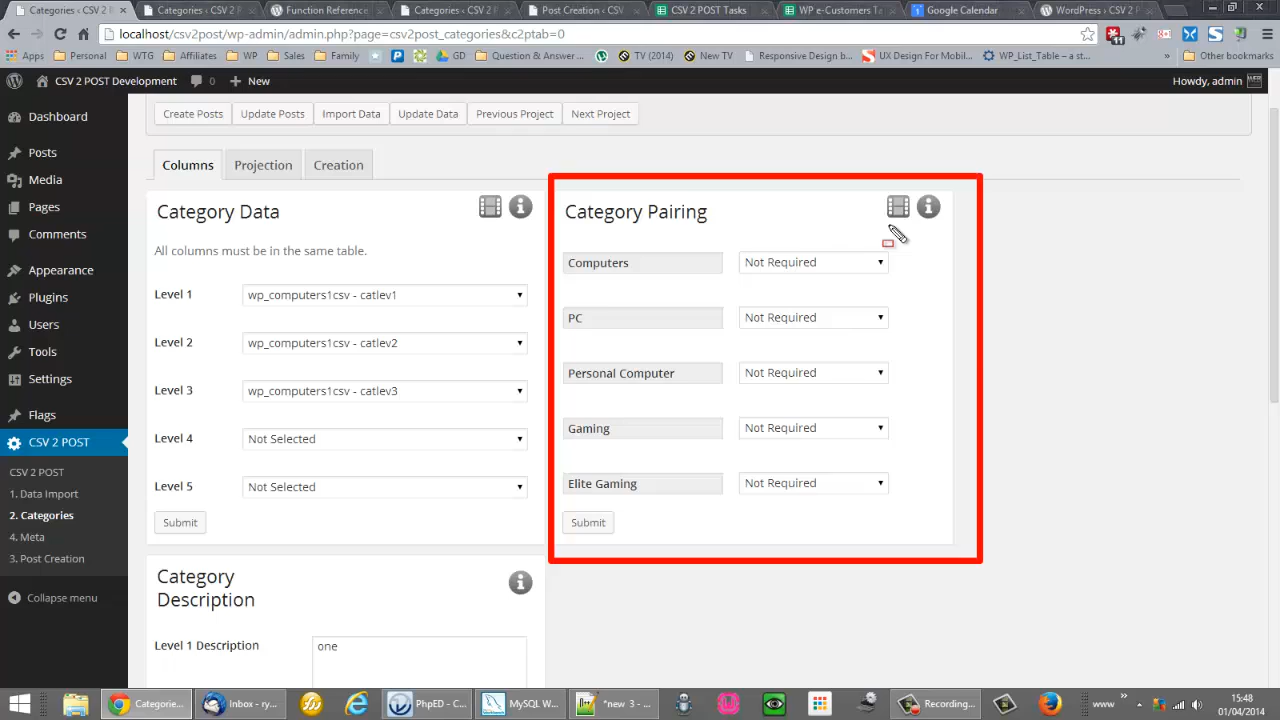 Categories ‹ CSV 2 B
Categories ‹ CSV 2 P
Function Reference
Categories ‹ CSV 2 P
Post Creation ‹ CSV
CSV 2 POST Tasks
WP e-Customers Ta
Google Calendar
WordPress › CSV 2 P
localhost/csv2post/wp-admin/admin.php?page=csv2post_categories&c2ptab=0
11
Apps
Personal
WTG
Affiliates
WP
Sales
Family
GD
Question & Answer ...
TV (2014)
New TV
Responsive Design b...
UX Design For Mobil...
WP_List_Table « a st...
»
Other bookmarks
CSV 2 POST Development
0
New
Howdy, admin
Dashboard
Posts
Media
Pages
Comments
Appearance
Plugins
Users
Tools
Settings
Flags
CSV 2 POST
CSV 2 POST
1. Data Import
2. Categories
4. Meta
3. Post Creation
Collapse menu
Create Posts
Update Posts
Import Data
Update Data
Previous Project
Next Project
Columns
Projection
Creation
Category Data
All columns must be in the same table.
Level 1
wp_computers1csv - catlev1
Level 2
wp_computers1csv - catlev2
Level 3
wp_computers1csv - catlev3
Level 4
Not Selected
Level 5
Not Selected
Submit
Category Pairing
Computers
Not Required
PC
Not Required
Personal Computer
Not Required
Gaming
Not Required
Elite Gaming
Not Required
Submit
Category
Description
Level 1 Description
one
Categorie...
Inbox - ry...
PhpED - C...
MySQL W...
*new 3 - ...
Recording...
www
»
15:48
01/04/2014